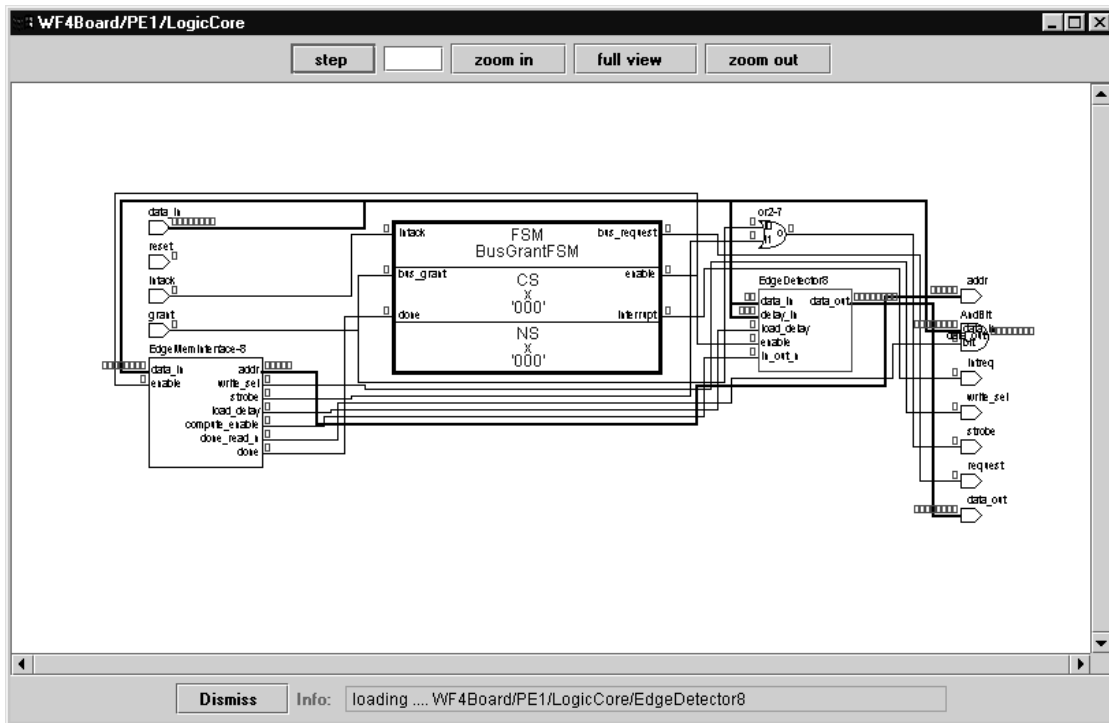 WF4Board/PE1/LogicCore
step zoom in full view zoom out
data_in
or2-7
reset
Intack FSM bus_request
BusGrantFSM
Intack bus_grant CS enable
x
'000'
EdgeDetector8
addr
data_in data_out
delay_in
grant done Interrupt load_delay
AndBit
data_in
data_out
bit
NS enable
x in_out_n
'000'
EdgeMemInterface-8
data_in addr
enable write_sel
strobe
load_delay
compute_enable
done_read_n
done
Intreq
write_sel
strobe
request
data_out
Dismiss Info: loading .... WF4Board/PE1/LogicCore/EdgeDetector8